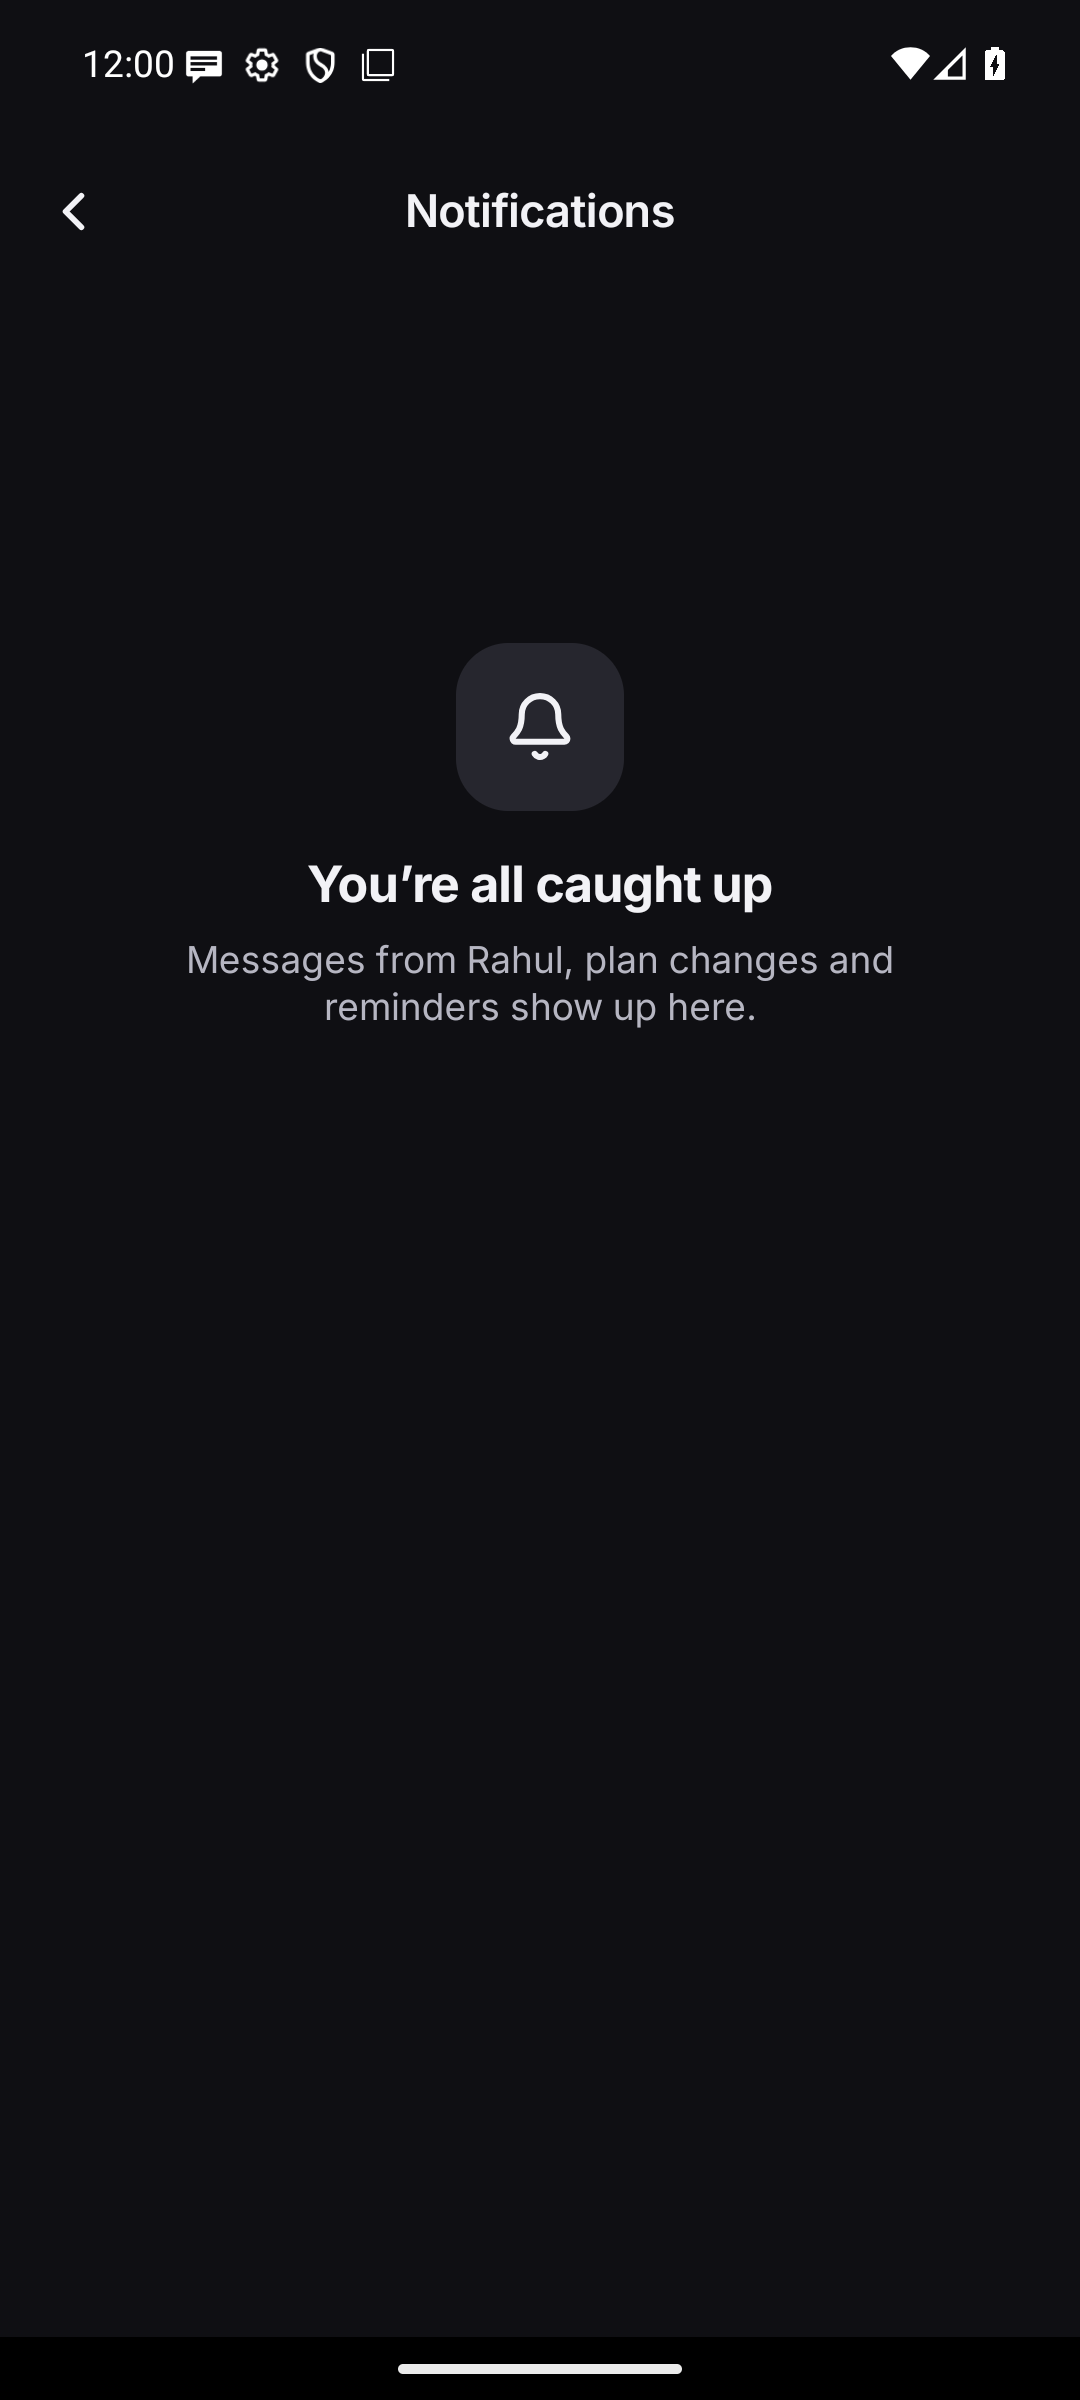 12:00
Notifications
You’re all caught up
Messages from Rahul, plan changes and
reminders show up here.